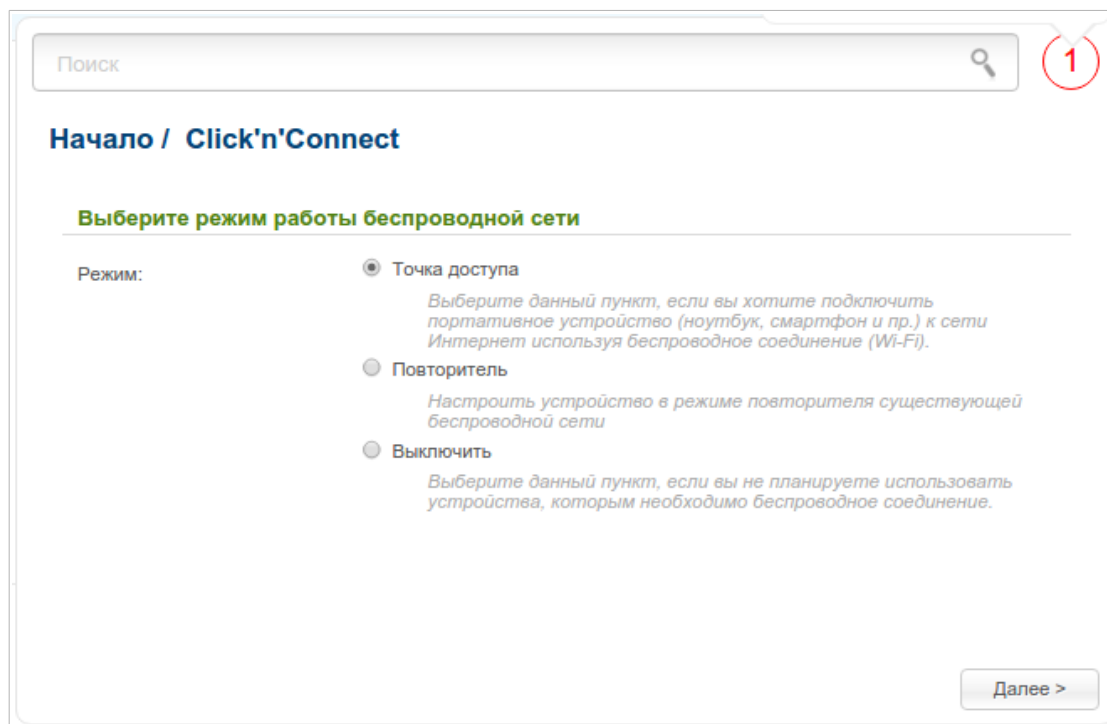 Поиск
1
Начало / Click'n'Connect
Выберите режим работы беспроводной сети
Режим:
Точка доступа
Выберите данный пункт, если вы хотите подключить
портативное устройство (ноутбук, смартфон и пр.) к сети
Интернет используя беспроводное соединение (Wi-Fi).
Повторитель
Настроить устройство в режиме повторителя существующей
беспроводной сети
Выключить
Выберите данный пункт, если вы не планируете использовать
устройства, которым необходимо беспроводное соединение.
Далее >